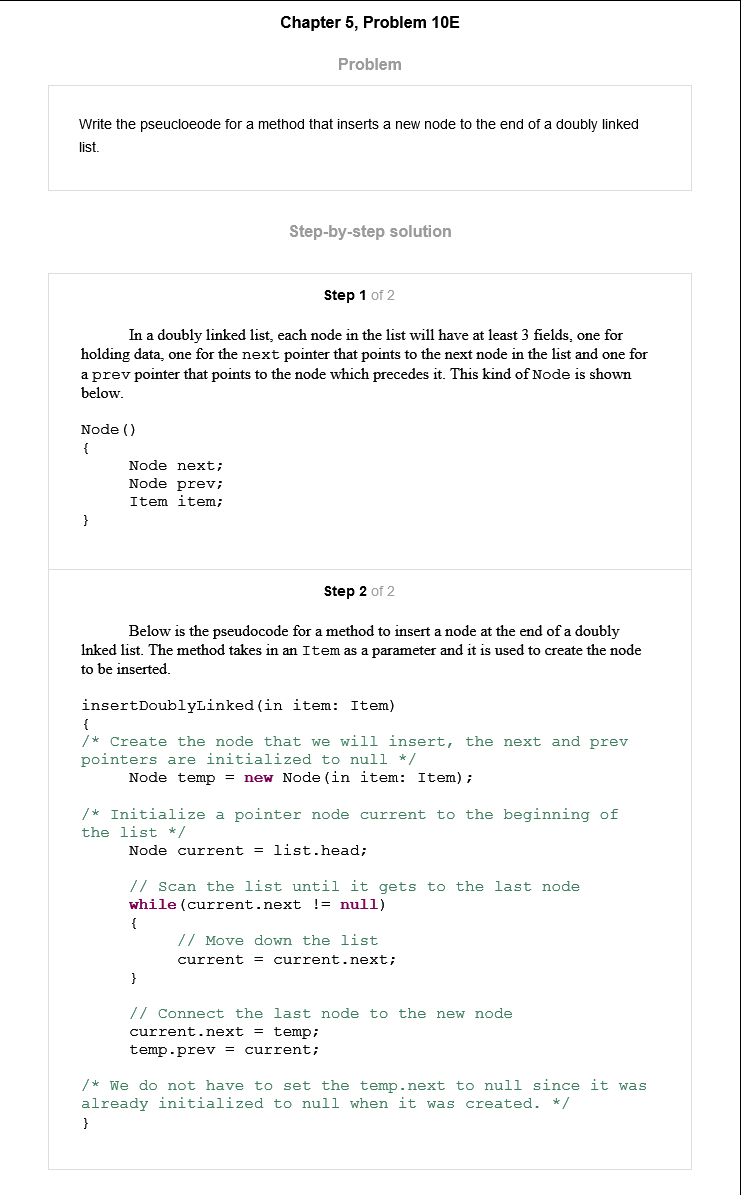 Chapter 5, Problem 10E
Problem
Write the pseucloeode for a method that inserts a new node to the end of a doubly linked
list.
Step-by-step solution
Step 1 of 2
In a doubly linked list, each node in the list will have at least 3 fields, one for
holding data, one for the next pointer that points to the next node in the list and one for
a prev pointer that points to the node which precedes it. This kind of Node is shown
below.
Node()
{
Node next;
Node prev;
Item item;
}
Step 2 of 2
Below is the pseudocode for a method to insert a node at the end of a doubly
lnked list. The method takes in an Item as a parameter and it is used to create the node
to be inserted.
insertDoublyLinked(in item: Item)
{
/* Create the node that we will insert, the next and prev
pointers are initialized to null */
Node temp = new Node(in item: Item);
/* Initialize a pointer node current to the beginning of
the list */
Node current = list.head;
// Scan the list until it gets to the last node
while(current.next != null)
{
// Move down the list
current = current.next;
}
// Connect the last node to the new node
current.next = temp;
temp.prev = current;
/* We do not have to set the temp.next to null since it was
already initialized to null when it was created. */
}